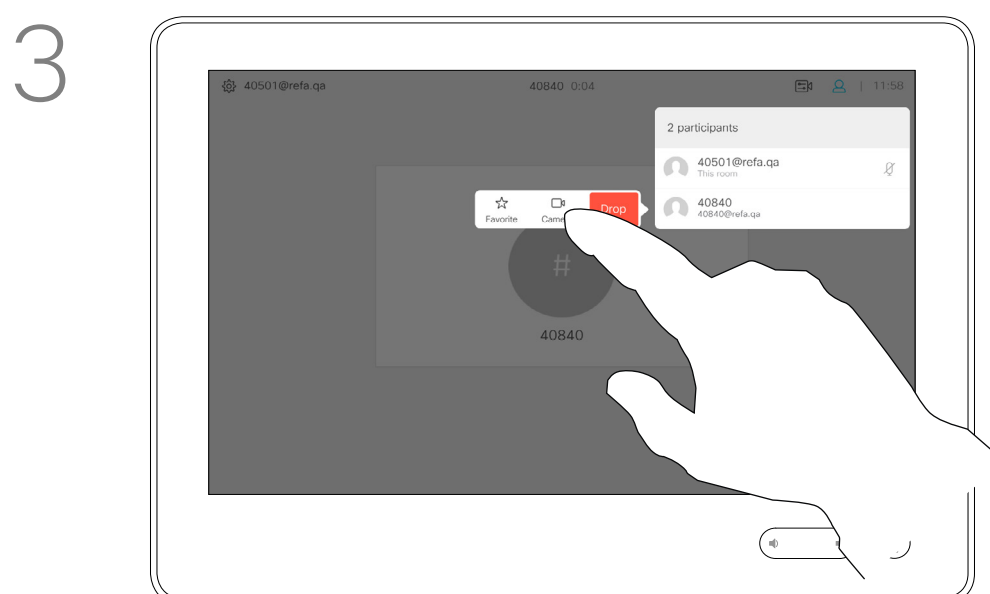 3
40501@refa.qa
40840 0:04
| 11:58
2 participants
40501@refa.qa
This room
40840
40840@refa.qa
Favorite
Drop
#
40840